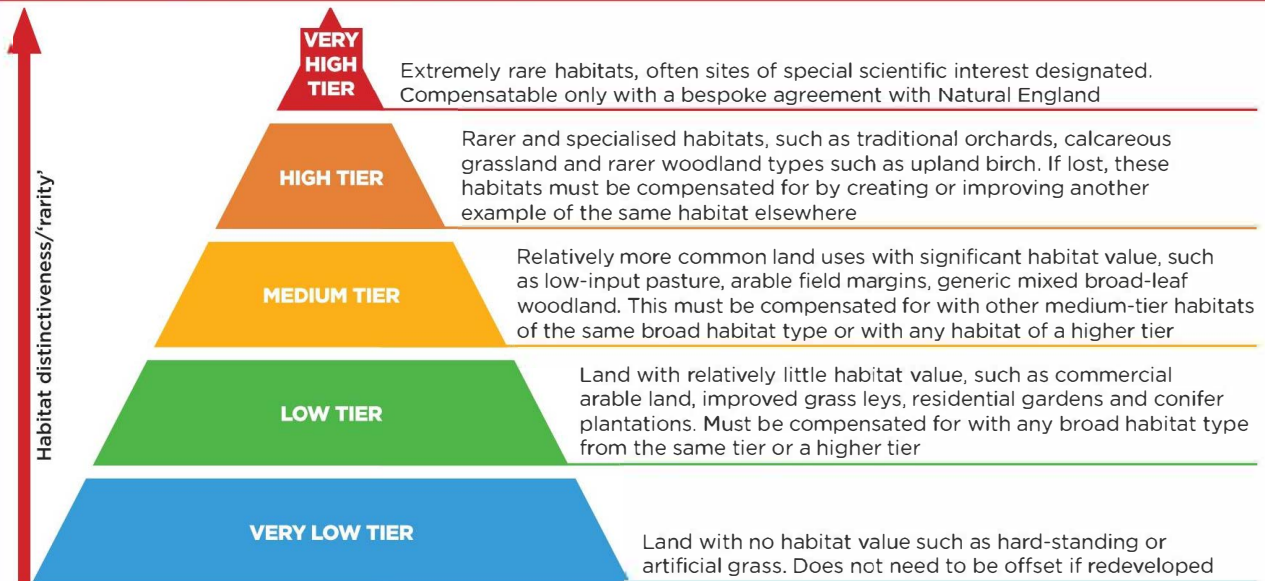 Habitat distinctiveness/‘rarity’
VERY
HIGH
TIER
Extremely rare habitats, often sites of special scientific interest designated.
Compensatable only with a bespoke agreement with Natural England
HIGH TIER
Rarer and specialised habitats, such as traditional orchards, calcareous
grassland and rarer woodland types such as upland birch. If lost, these
habitats must be compensated for by creating or improving another
example of the same habitat elsewhere
MEDIUM TIER
Relatively more common land uses with significant habitat value, such
as low-input pasture, arable field margins, generic mixed broad-leaf
woodland. This must be compensated for with other medium-tier habitats
of the same broad habitat type or with any habitat of a higher tier
LOW TIER
Land with relatively little habitat value, such as commercial
arable land, improved grass leys, residential gardens and conifer
plantations. Must be compensated for with any broad habitat type
from the same tier or a higher tier
VERY LOW TIER
Land with no habitat value such as hard-standing or
artificial grass. Does not need to be offset if redeveloped